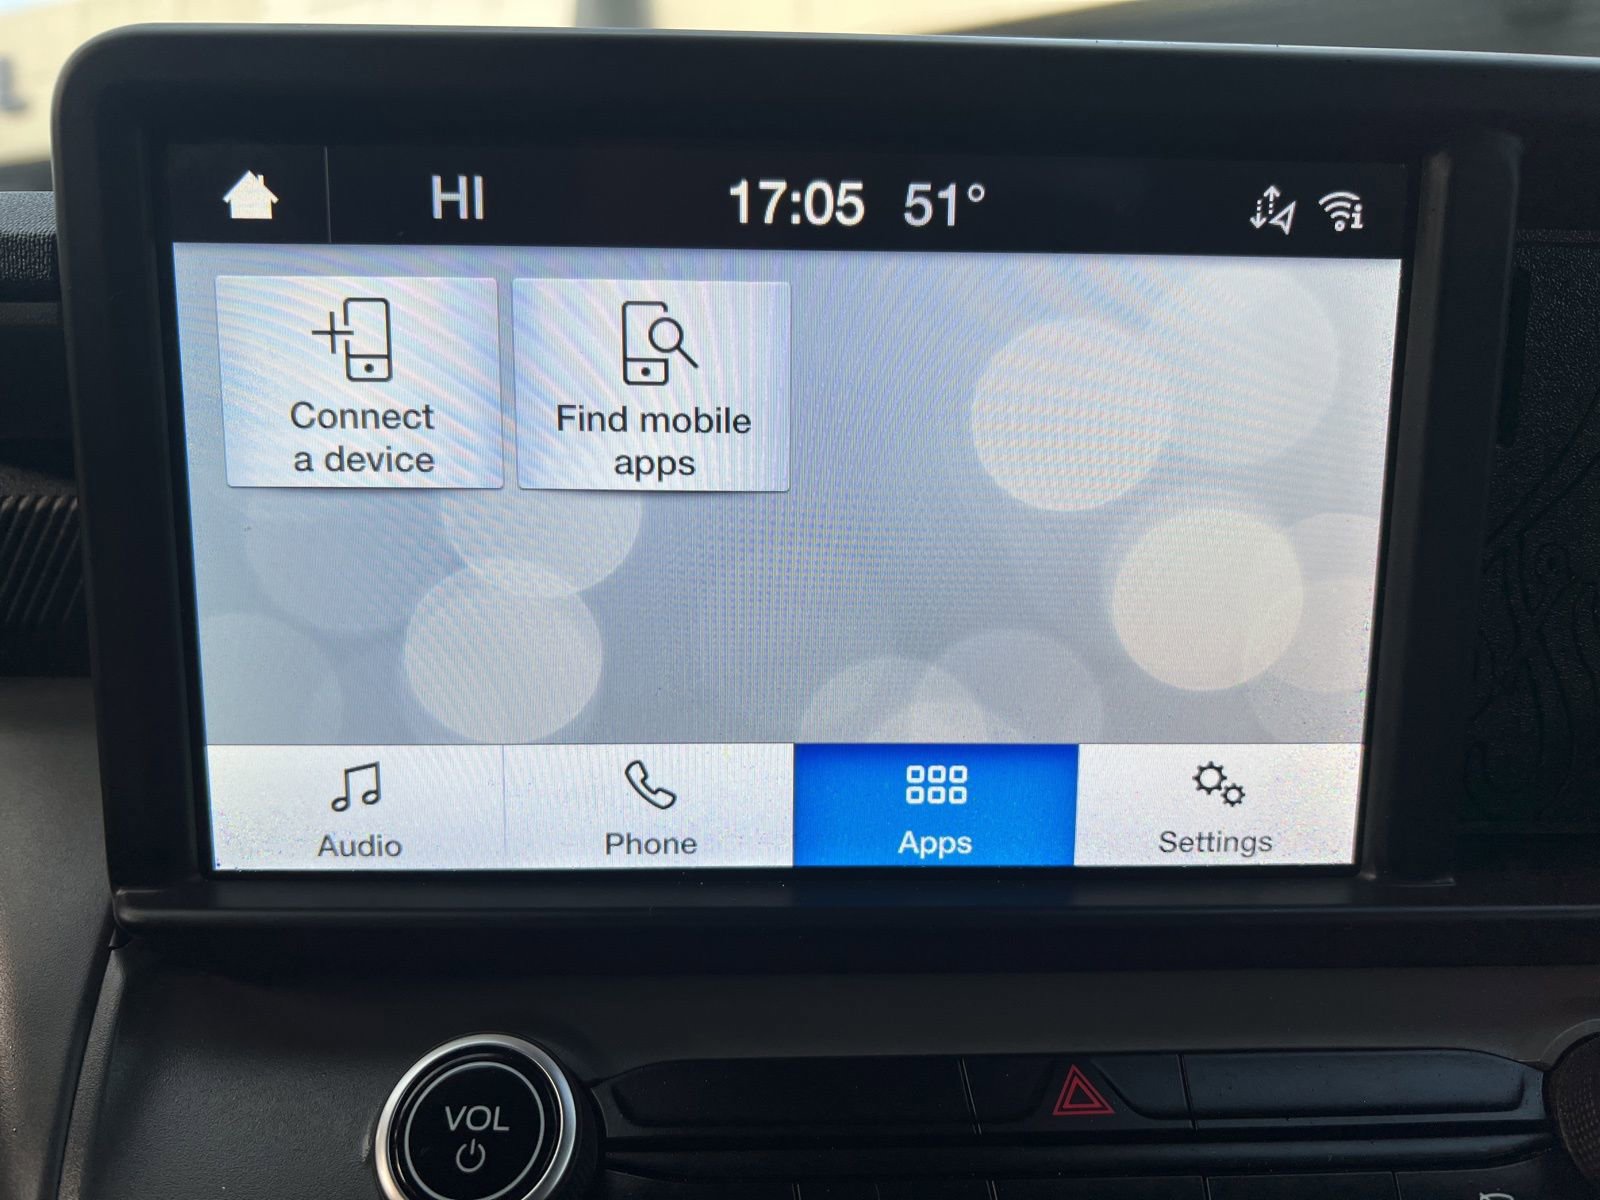 HI 17:05 51°
Connect
a device
Find mobile
apps
Audio Phone Apps Settings
VOL